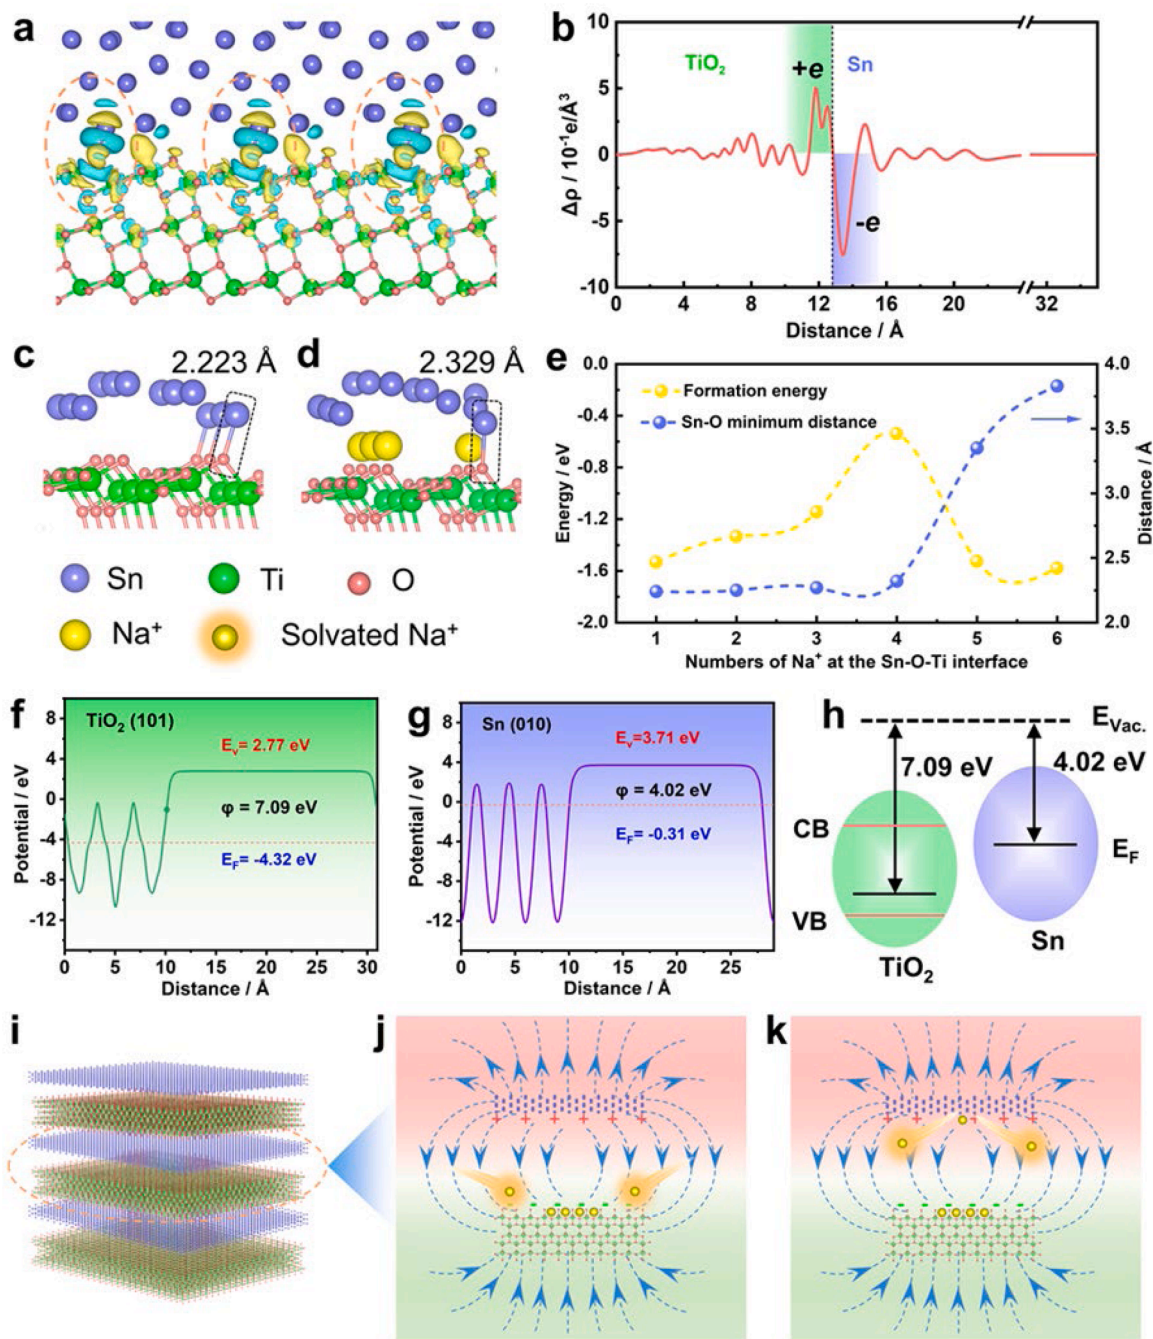 a
b
TiO₂
+e
Sn
-e
Δρ / 10⁻¹e/Å³
10
5
0
-5
-10
0
4
8
12
16
20
32
Distance / Å
c
2.223 Å
d
2.329 Å
Sn
Ti
O
Na⁺
Solvated Na⁺
e
Formation energy
Sn-O minimum distance
Energy / eV
0.0
-0.4
-0.8
-1.2
-1.6
-2.0
Distance / Å
4.0
3.5
3.0
2.5
2.0
1
2
3
4
5
6
Numbers of Na⁺ at the Sn-O-Ti interface
f
TiO₂ (101)
Eᵥ= 2.77 eV
φ = 7.09 eV
E_F= -4.32 eV
Potential / eV
8
4
0
-4
-8
-12
0
5
10
15
20
25
30
Distance / Å
g
Sn (010)
Eᵥ=3.71 eV
φ = 4.02 eV
E_F= -0.31 eV
Potential / eV
8
4
0
-4
-8
-12
0
5
10
15
20
25
Distance / Å
h
E_Vac.
7.09 eV
4.02 eV
CB
E_F
VB
Sn
TiO₂
i
j
+ + + + +
- - - - -
k
+ + + + +
- - - - -